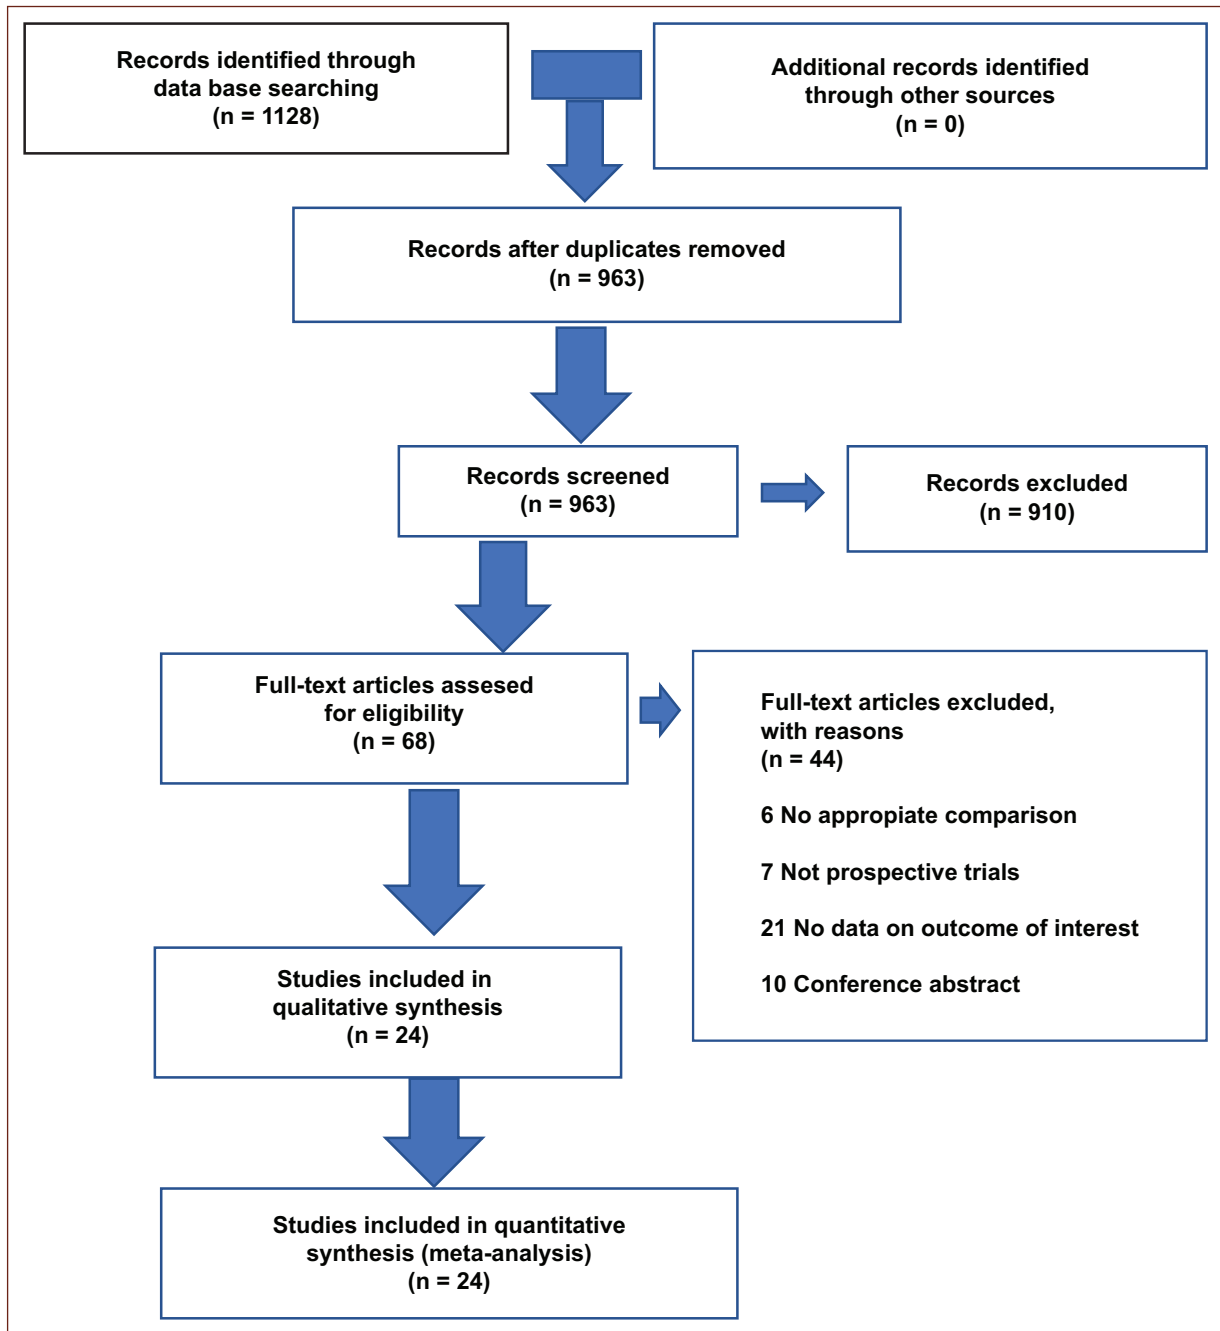 Records identified through
data base searching
(n = 1128)
Additional records identified
through other sources
(n = 0)
Records after duplicates removed
(n = 963)
Records screened
(n = 963)
Records excluded
(n = 910)
Full-text articles assesed
for eligibility
(n = 68)
Full-text articles excluded,
with reasons
(n = 44)
6 No appropiate comparison
7 Not prospective trials
21 No data on outcome of interest
10 Conference abstract
Studies included in
qualitative synthesis
(n = 24)
Studies included in quantitative
synthesis (meta-analysis)
(n = 24)